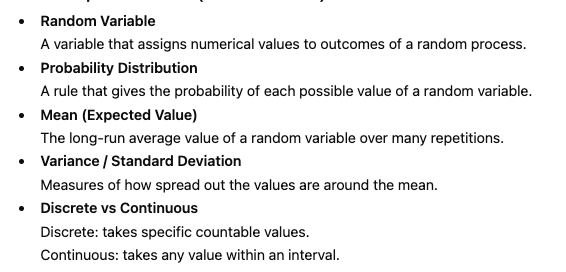 • Random Variable
A variable that assigns numerical values to outcomes of a random process.
• Probability Distribution
A rule that gives the probability of each possible value of a random variable.
• Mean (Expected Value)
The long-run average value of a random variable over many repetitions.
• Variance / Standard Deviation
Measures of how spread out the values are around the mean.
• Discrete vs Continuous
Discrete: takes specific countable values.
Continuous: takes any value within an interval.